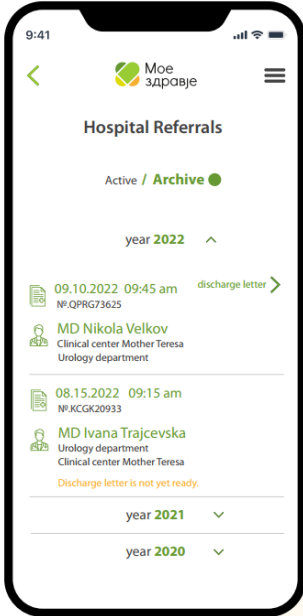 9:41
Мое
здравје
Hospital Referrals
Active / Archive
year 2022
09.10.2022 09:45 am discharge letter
№.QPRG73625
MD Nikola Velkov
Clinical center Mother Teresa
Urology department
08.15.2022 09:15 am
№.KCGK20933
MD Ivana Trajcevska
Urology department
Clinical center Mother Teresa
Discharge letter is not yet ready.
year 2021
year 2020